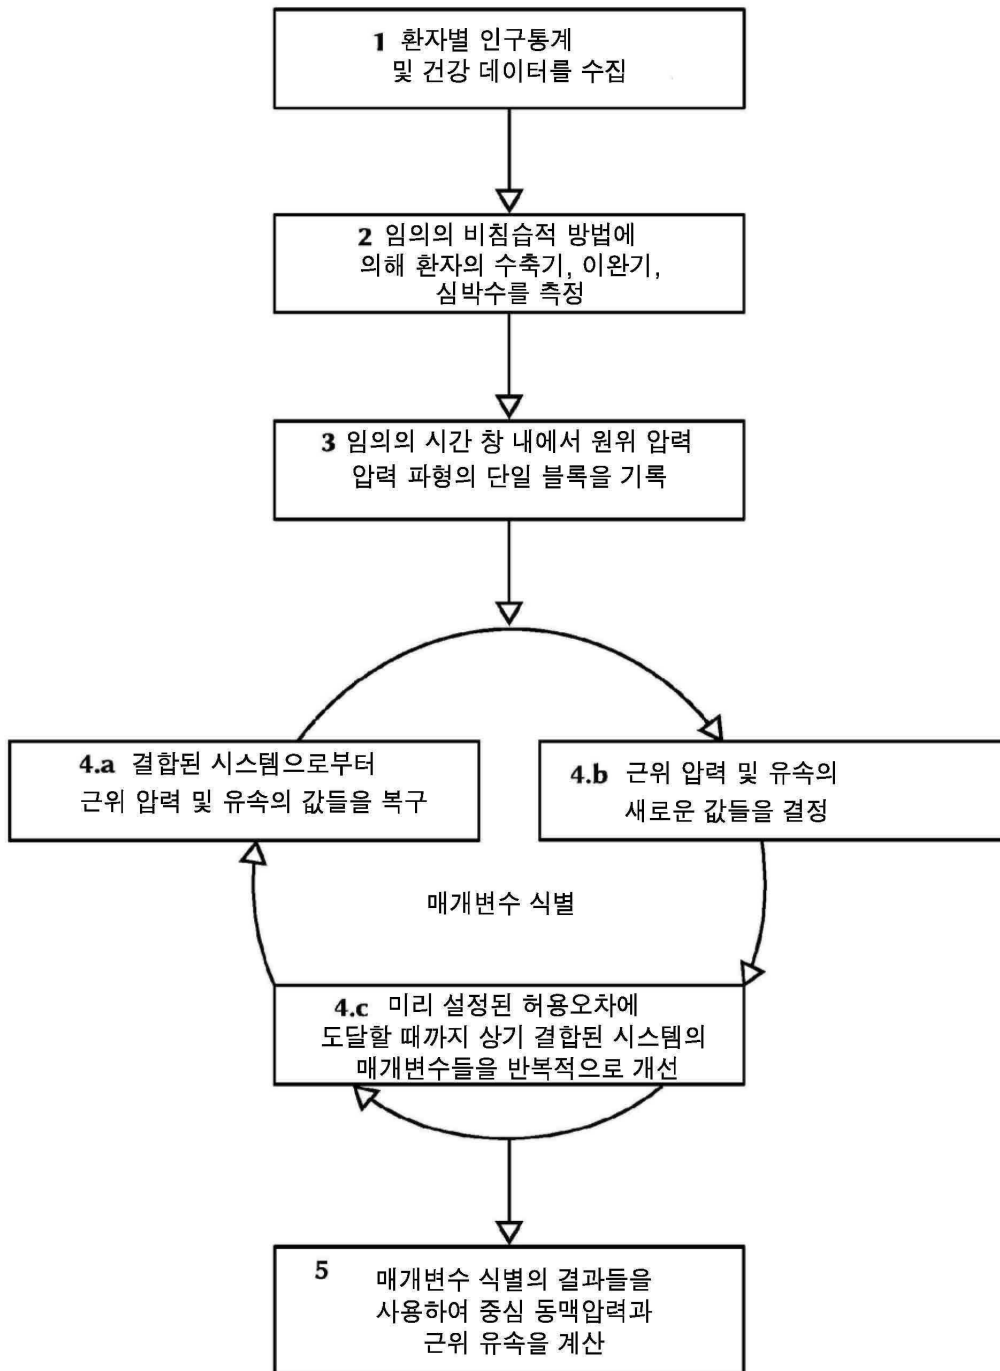 1 환자별 인구통계
및 건강 데이터를 수집
2 임의의 비침습적 방법에
의해 환자의 수축기, 이완기,
심박수를 측정
3 임의의 시간 창 내에서 원위 압력
압력 파형의 단일 블록을 기록
4.a 결합된 시스템으로부터
근위 압력 및 유속의 값들을 복구
4.b 근위 압력 및 유속의
새로운 값들을 결정
매개변수 식별
4.c 미리 설정된 허용오차에
도달할 때까지 상기 결합된 시스템의
매개변수들을 반복적으로 개선
5 매개변수 식별의 결과들을
사용하여 중심 동맥압력과
근위 유속을 계산